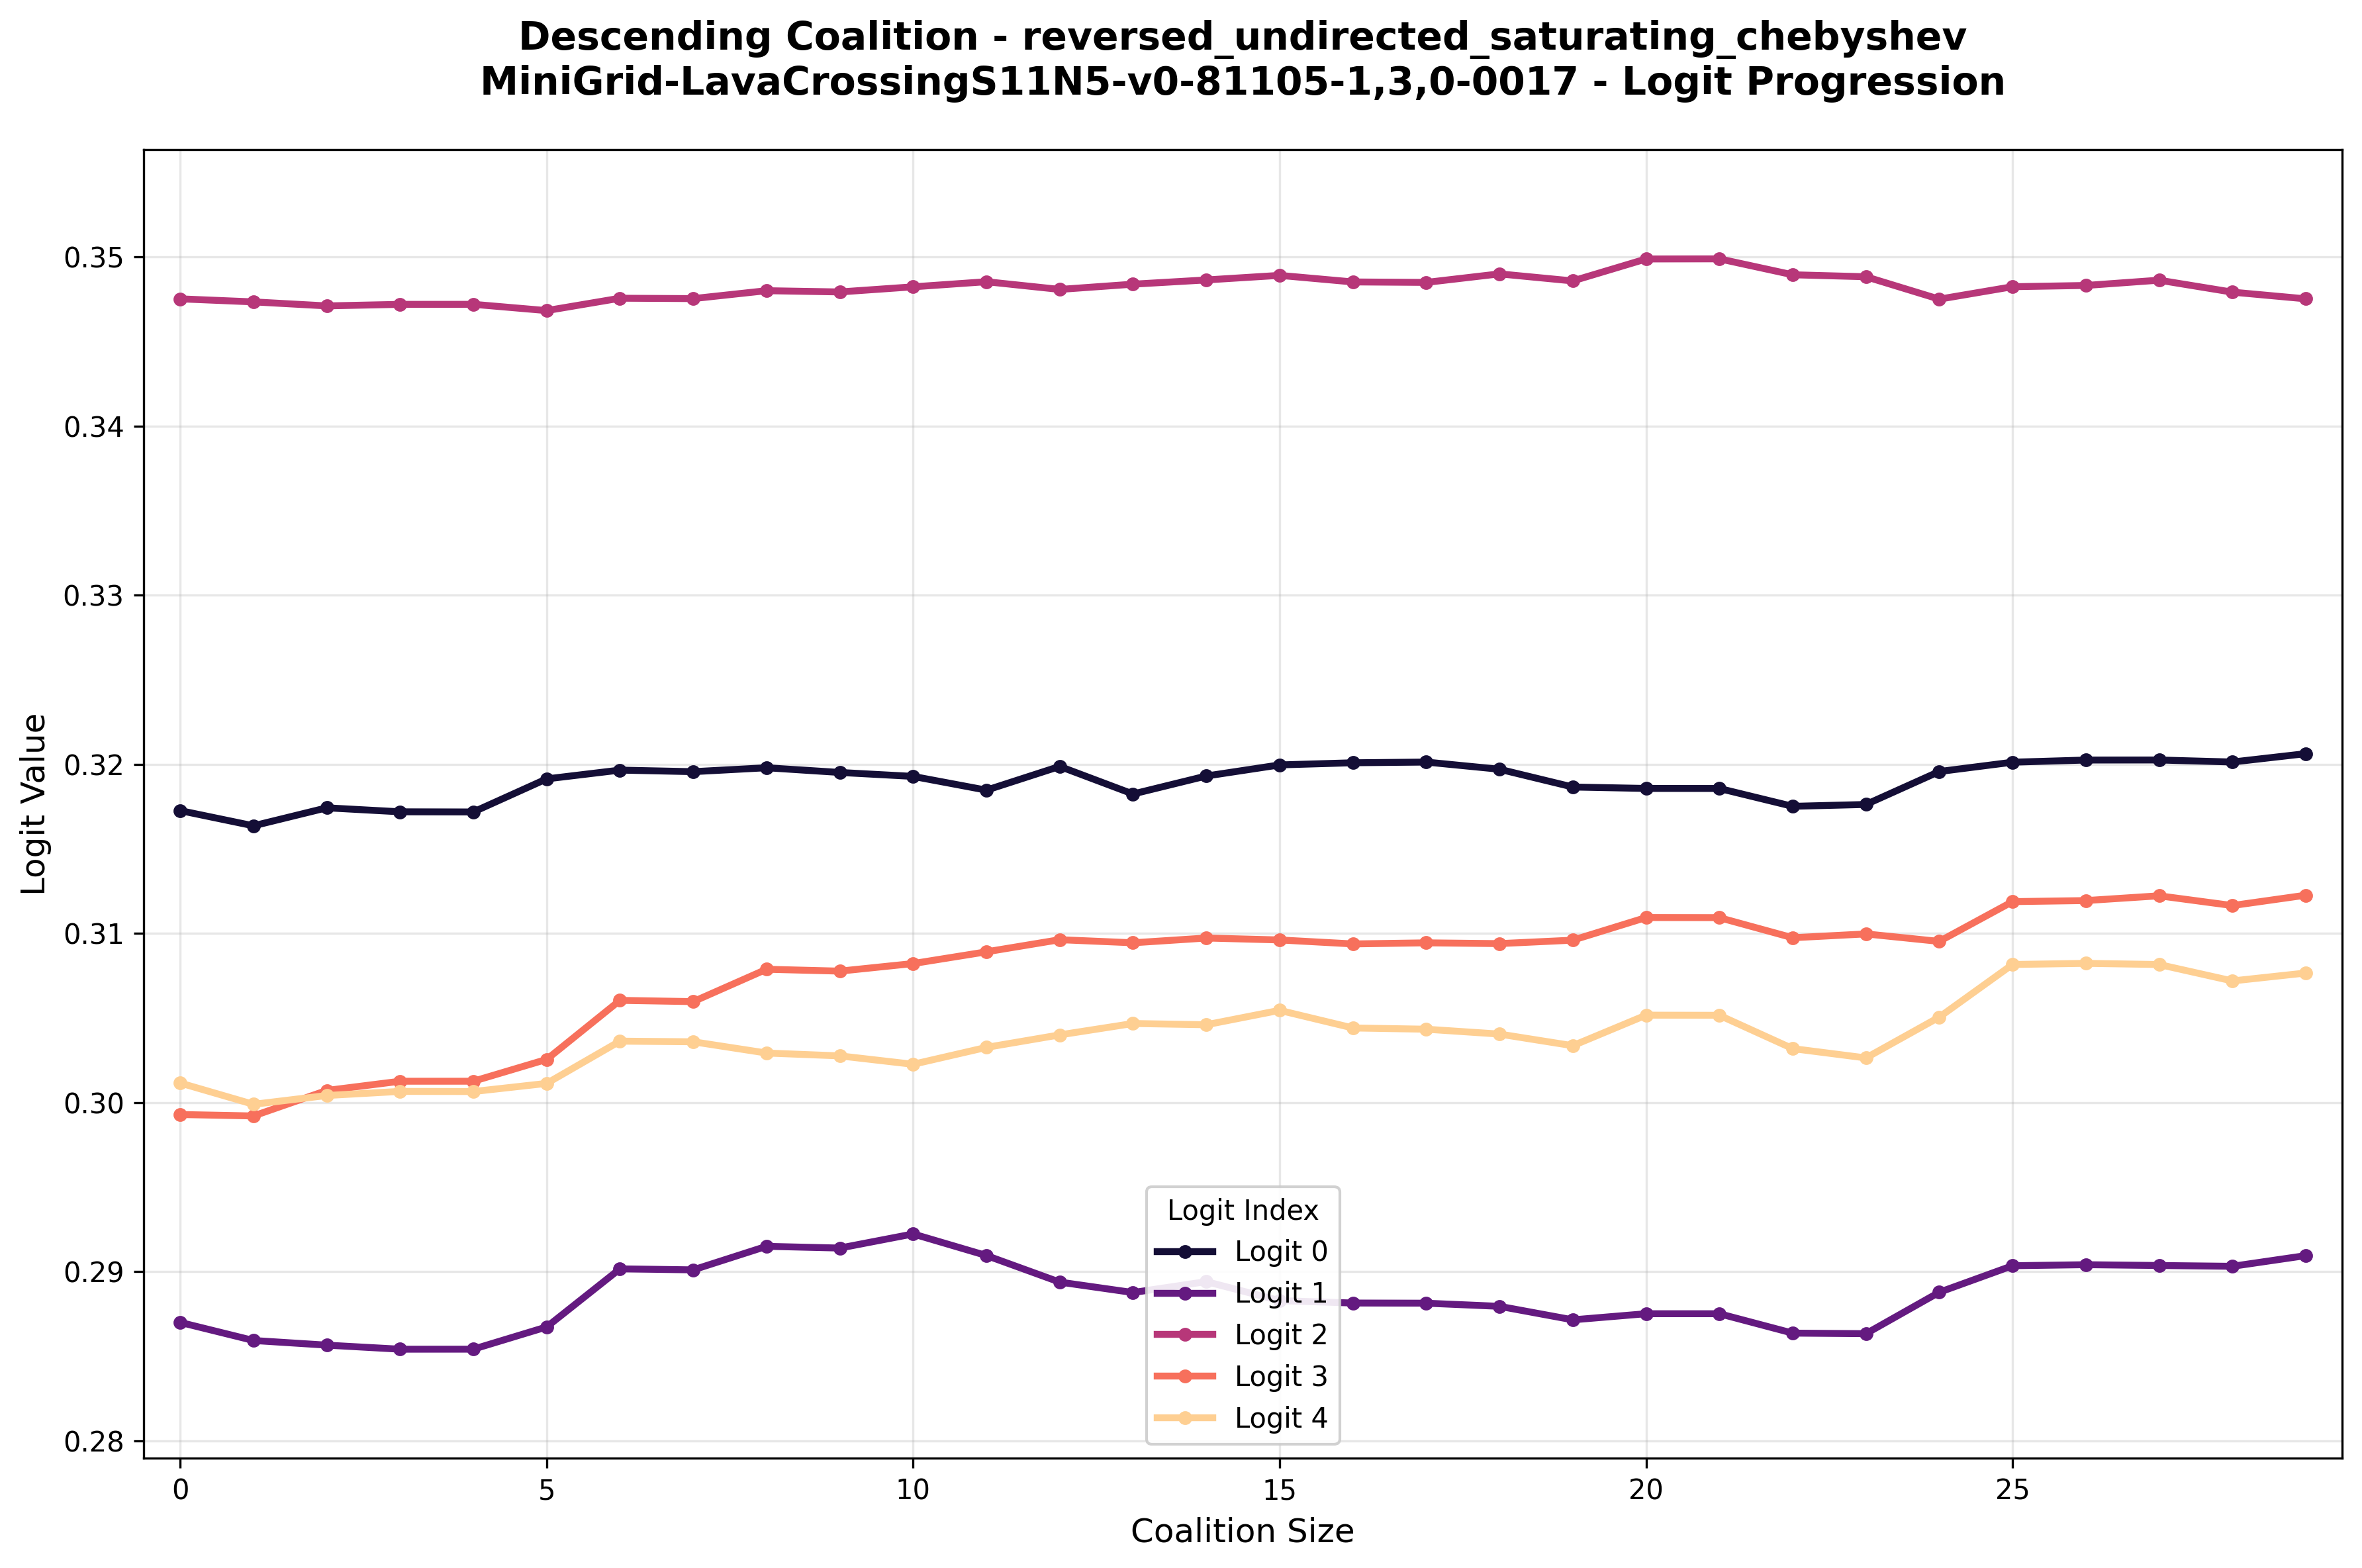 Descending Coalition - reversed_undirected_saturating_chebyshev
MiniGrid-LavaCrossingS11N5-v0-81105-1,3,0-0017 - Logit Progression
Logit Value
0.35
0.34
0.33
0.32
0.31
0.30
0.29
0.28
Logit Index
Logit 0
Logit 1
Logit 2
Logit 3
Logit 4
0
5
10
15
20
25
Coalition Size